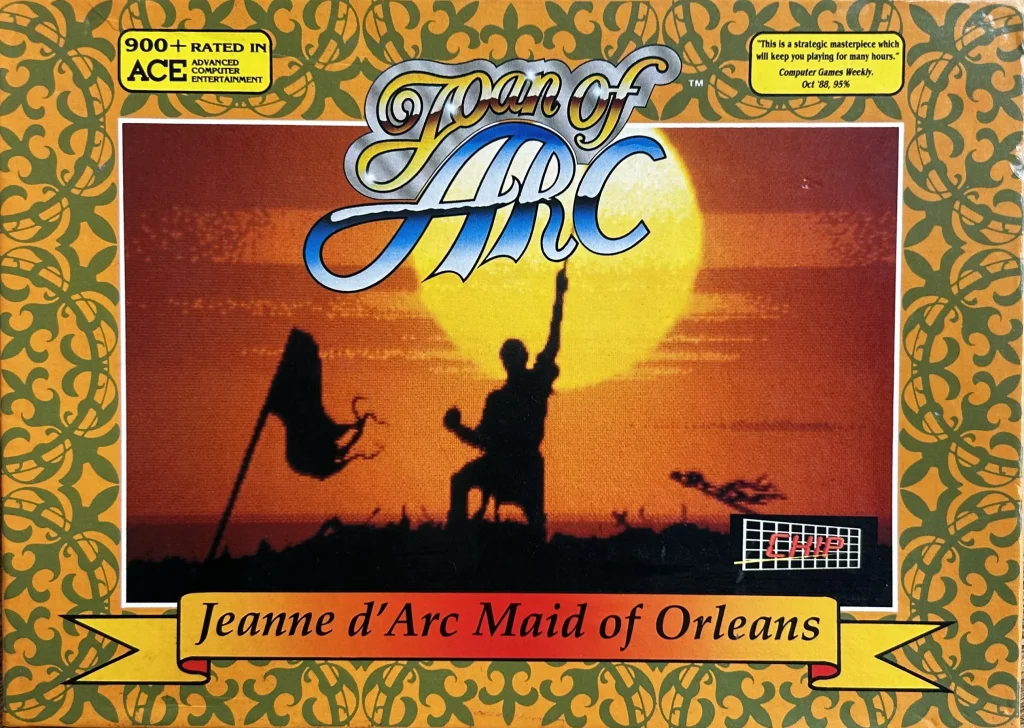 900+ RATED IN
ACE ADVANCED
COMPUTER
ENTERTAINMENT
"This is a strategic masterpiece which
will keep you playing for many hours."
Computer Games Weekly.
Oct '88, 95%
Joan of
ARC
™
CHIP
Jeanne d'Arc Maid of Orleans